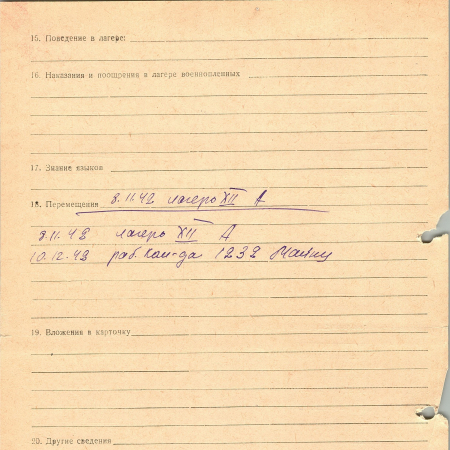 15. Поведение в лагере:
16. Наказания и поощрения в лагере военнопленных
17. Знание языков
18. Перемещения 8.11.42 лагерь XII A
8.11.42 лагерь XII A
10.12.42 раб. ком-да 1232
19. Вложения в карточку
20. Другие сведения